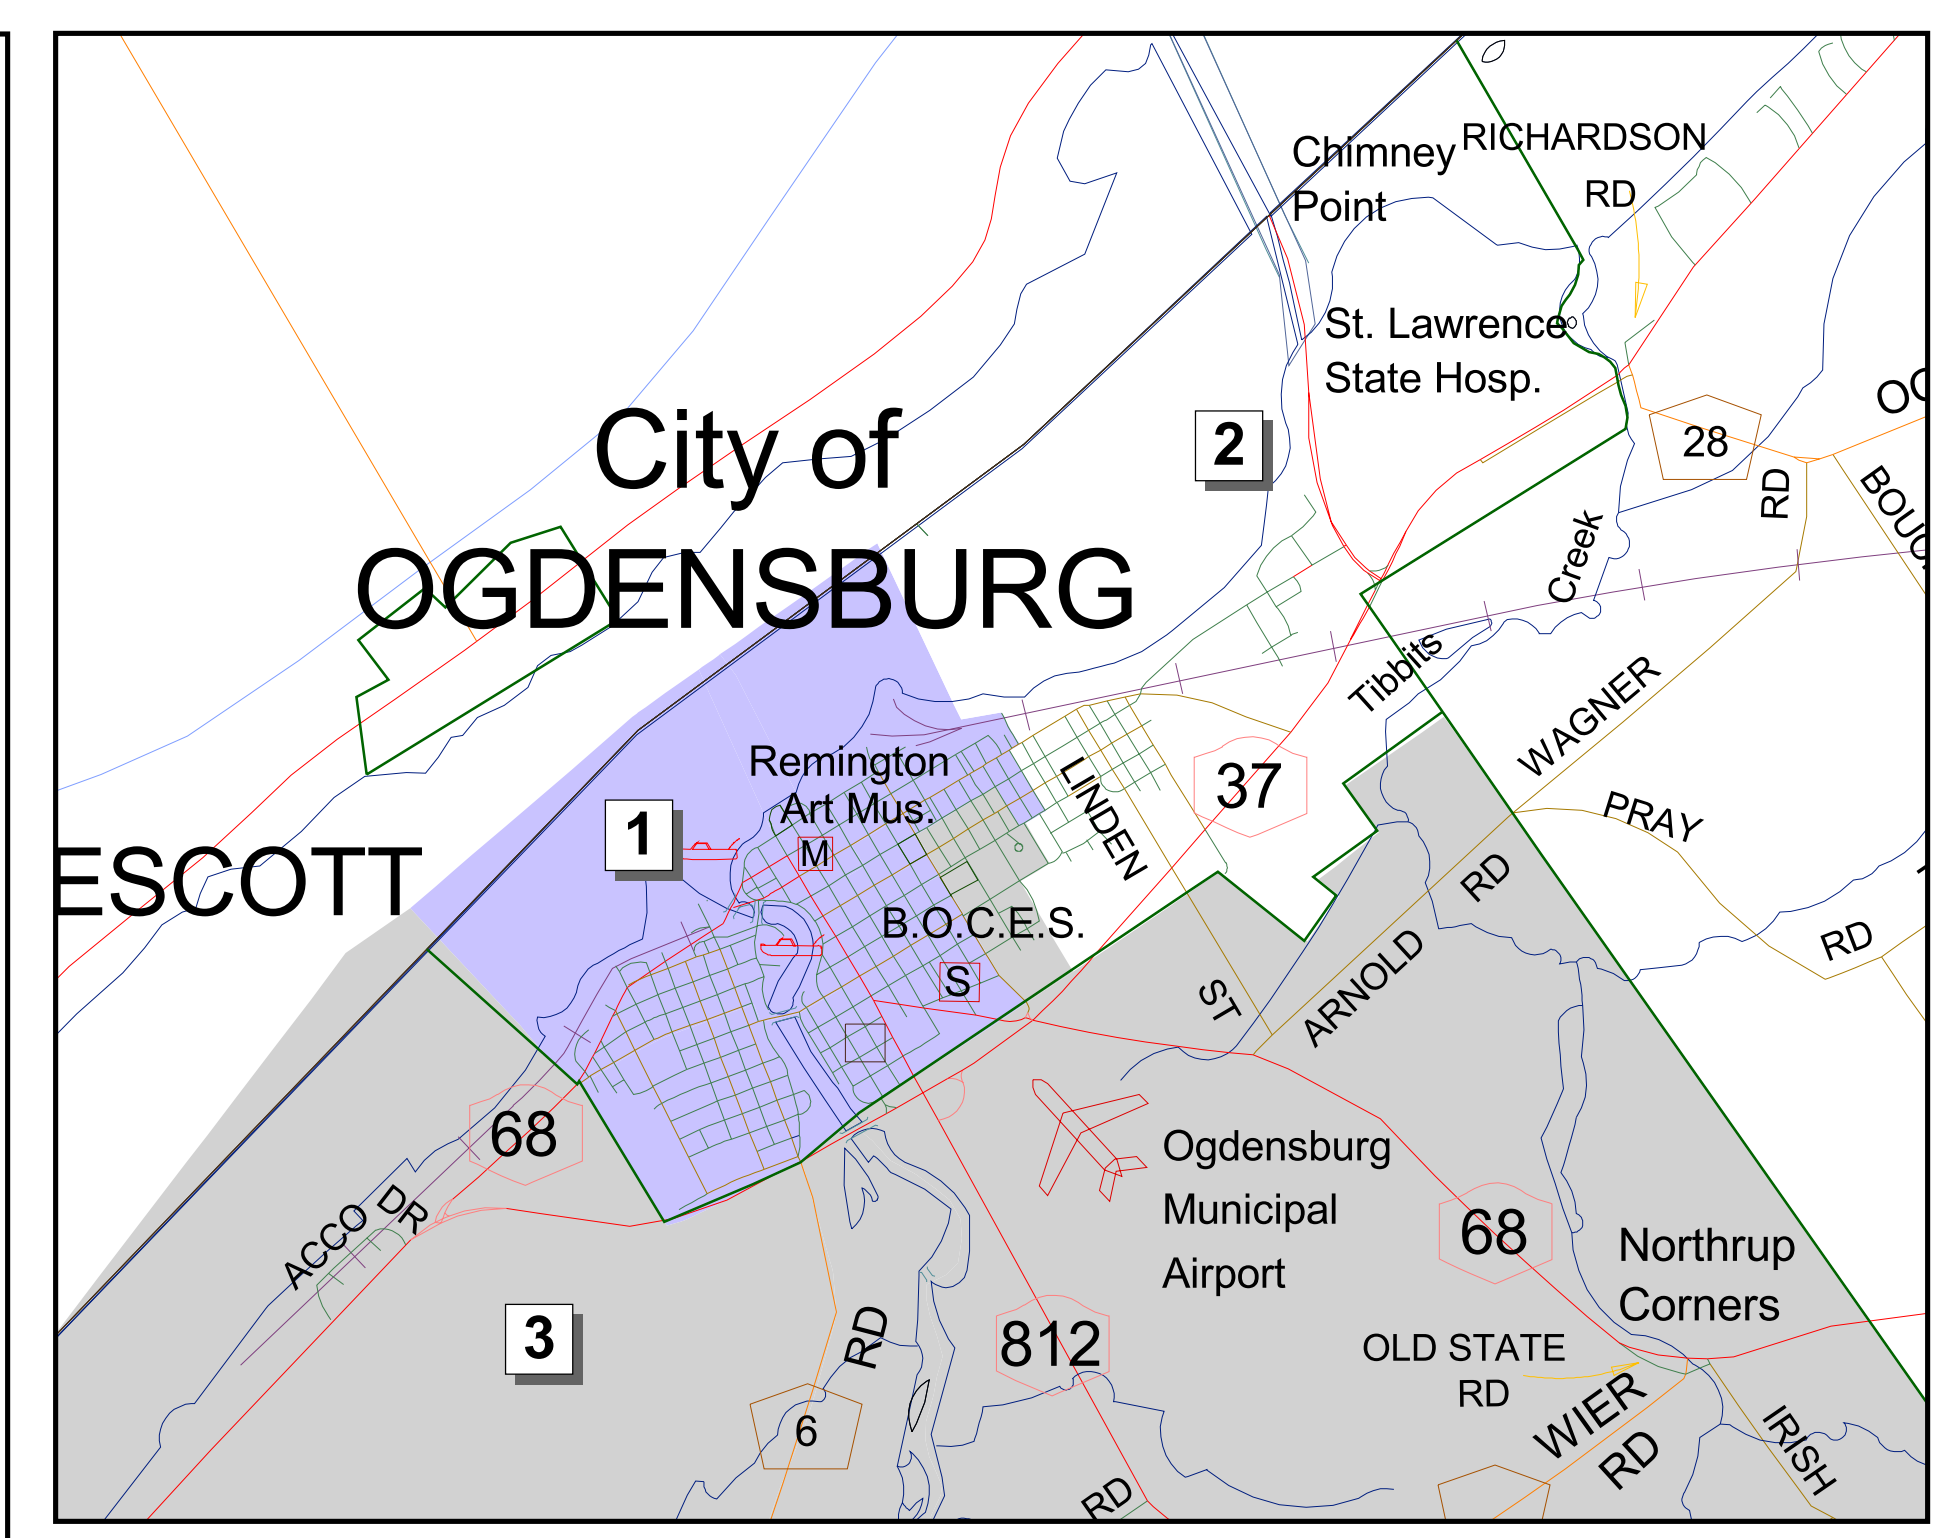 Chimney
Point
RICHARDSON
RD
St. Lawrence
State Hosp.
City of
OGDENSBURG
2
28
RD
Creek
Tibbits
WAGNER
PRAY
RD
Remington
Art Mus.
M
1
LINDEN
37
ESCOTT
B.O.C.E.S.
S
ST
ARNOLD
RD
68
ACCO DR
Ogdensburg
Municipal
Airport
68
Northrup
Corners
3
RD
812
OLD STATE
RD
WIER
RD
IRISH
6
RD